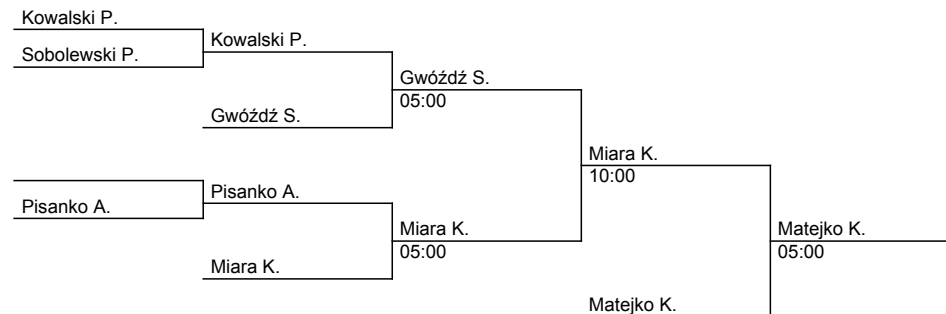 Kowalski P.
Kowalski P.
Sobolewski P.
Gwóźdź S.
05:00
Gwóźdź S.
Miara K.
10:00
Pisanko A.
Pisanko A.
Miara K.
05:00
Matejko K.
05:00
Miara K.
Matejko K.